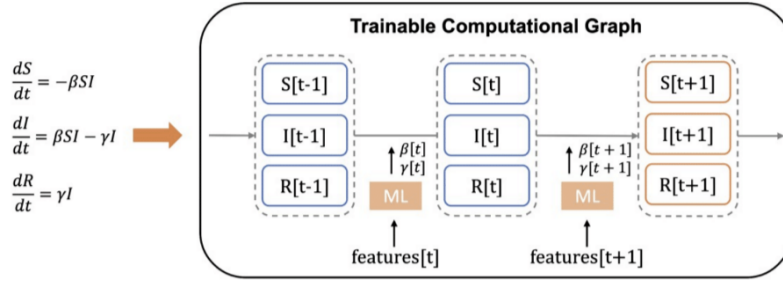 Trainable Computational Graph
dS/dt = −βSI
dI/dt = βSI − γI
dR/dt = γI
S[t-1]
I[t-1]
R[t-1]
β[t]
γ[t]
ML
features[t]
S[t]
I[t]
R[t]
β[t + 1]
γ[t + 1]
ML
features[t+1]
S[t+1]
I[t+1]
R[t+1]